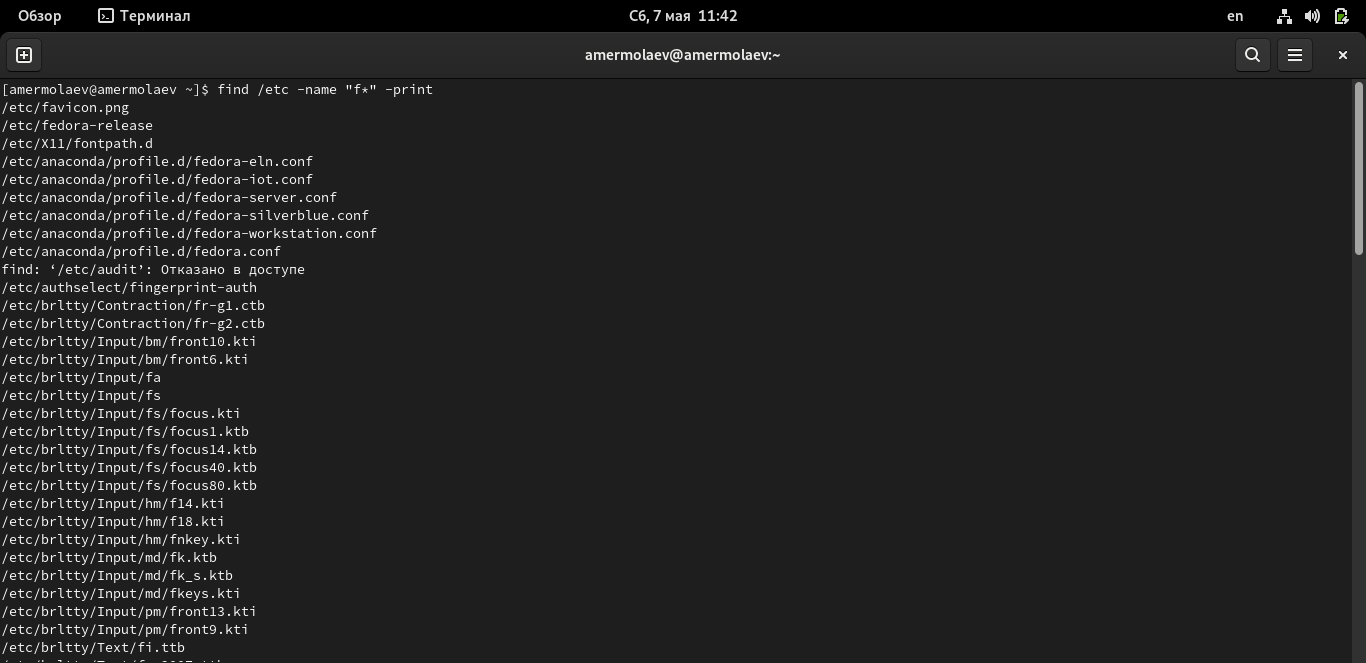 Обзор Терминал Сб, 7 мая 11:42 en
amermolaev@amermolaev:~
[amermolaev@amermolaev ~]$ find /etc -name "f*" -print
/etc/favicon.png
/etc/fedora-release
/etc/X11/fontpath.d
/etc/anaconda/profile.d/fedora-eln.conf
/etc/anaconda/profile.d/fedora-iot.conf
/etc/anaconda/profile.d/fedora-server.conf
/etc/anaconda/profile.d/fedora-silverblue.conf
/etc/anaconda/profile.d/fedora-workstation.conf
/etc/anaconda/profile.d/fedora.conf
find: ‘/etc/audit’: Отказано в доступе
/etc/authselect/fingerprint-auth
/etc/brltty/Contraction/fr-g1.ctb
/etc/brltty/Contraction/fr-g2.ctb
/etc/brltty/Input/bm/front10.kti
/etc/brltty/Input/bm/front6.kti
/etc/brltty/Input/fa
/etc/brltty/Input/fs
/etc/brltty/Input/fs/focus.kti
/etc/brltty/Input/fs/focus1.ktb
/etc/brltty/Input/fs/focus14.ktb
/etc/brltty/Input/fs/focus40.ktb
/etc/brltty/Input/fs/focus80.ktb
/etc/brltty/Input/hm/f14.kti
/etc/brltty/Input/hm/f18.kti
/etc/brltty/Input/hm/fnkey.kti
/etc/brltty/Input/md/fk.ktb
/etc/brltty/Input/md/fk_s.ktb
/etc/brltty/Input/md/fkeys.kti
/etc/brltty/Input/pm/front13.kti
/etc/brltty/Input/pm/front9.kti
/etc/brltty/Text/fi.ttb